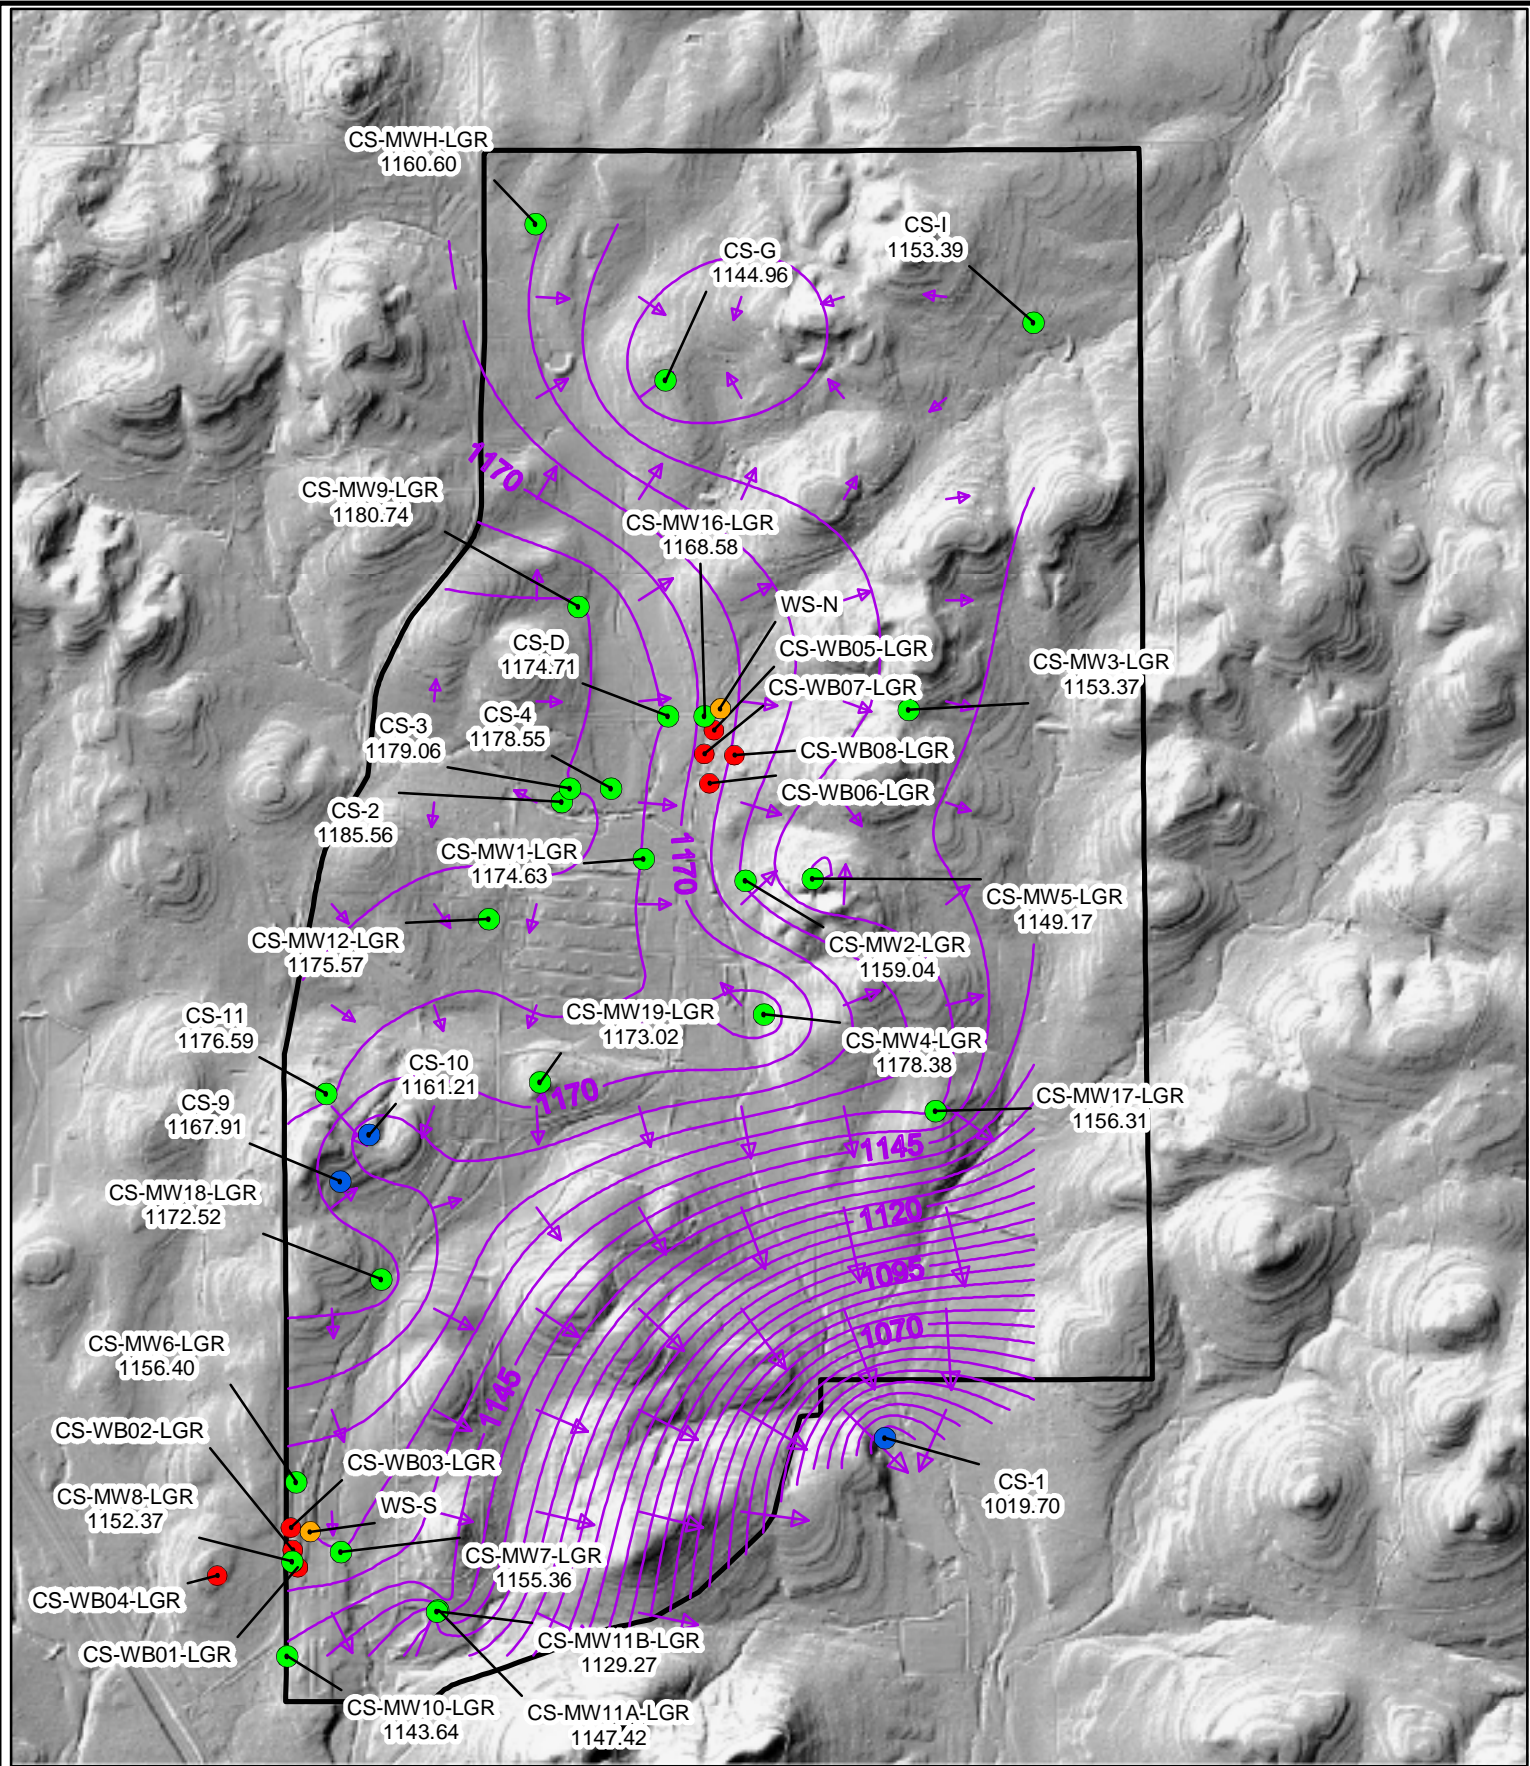 CS-MWH-LGR
1160.60
CS-I
1153.39
CS-G
1144.96
1170
CS-MW9-LGR
1180.74
CS-MW16-LGR
1168.58
WS-N
CS-WB05-LGR
CS-D
1174.71
CS-WB07-LGR
CS-MW3-LGR
1153.37
CS-3
1179.06
CS-4
1178.55
CS-WB08-LGR
CS-WB06-LGR
CS-2
1185.56
CS-MW1-LGR
1174.63
1170
CS-MW5-LGR
1149.17
CS-MW12-LGR
1175.57
CS-MW2-LGR
1159.04
CS-11
1176.59
CS-MW19-LGR
1173.02
CS-MW4-LGR
1178.38
CS-10
1161.21
1170
CS-MW17-LGR
1156.31
CS-9
1167.91
1145
CS-MW18-LGR
1172.52
1120
1095
1070
CS-MW6-LGR
1156.40
1145
CS-WB02-LGR
CS-WB03-LGR
CS-1
1019.70
CS-MW8-LGR
1152.37
WS-S
CS-MW7-LGR
1155.36
CS-WB04-LGR
CS-WB01-LGR
CS-MW11B-LGR
1129.27
CS-MW10-LGR
1143.64
CS-MW11A-LGR
1147.42